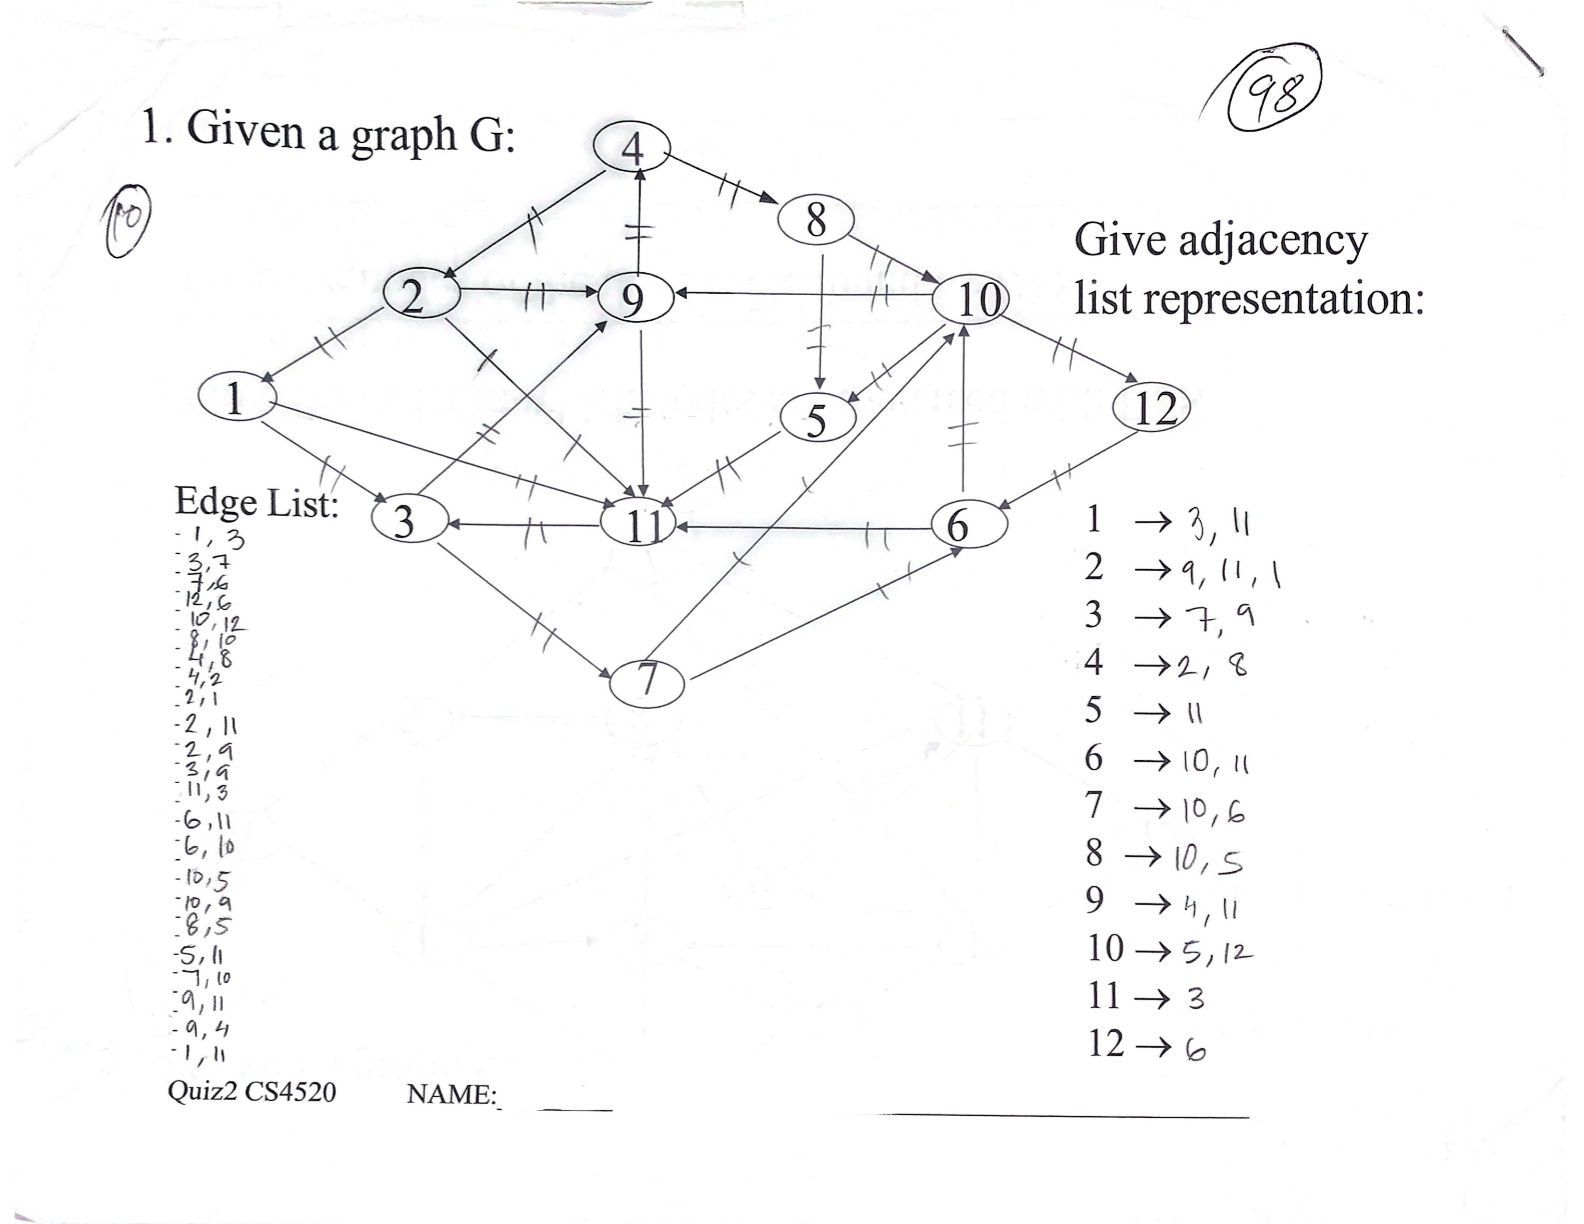 98
1. Given a graph G:
4
10
8
Give adjacency
list representation:
2
9
10
1
5
12
Edge List:
3
11
6
7
- 1, 3
- 3, 7
- 7, 6
- 12, 6
- 10, 12
- 8, 10
- 4, 8
- 4, 2
- 2, 1
- 2, 11
- 2, 9
- 3, 9
- 11, 3
- 6, 11
- 6, 10
- 10, 5
- 10, 9
- 8, 5
- 5, 11
- 7, 10
- 9, 11
- 9, 4
- 1, 11
1 → 3, 11
2 → 9, 11, 1
3 → 7, 9
4 → 2, 8
5 → 11
6 → 10, 11
7 → 10, 6
8 → 10, 5
9 → 4, 11
10 → 5, 12
11 → 3
12 → 6
Quiz2 CS4520 NAME: